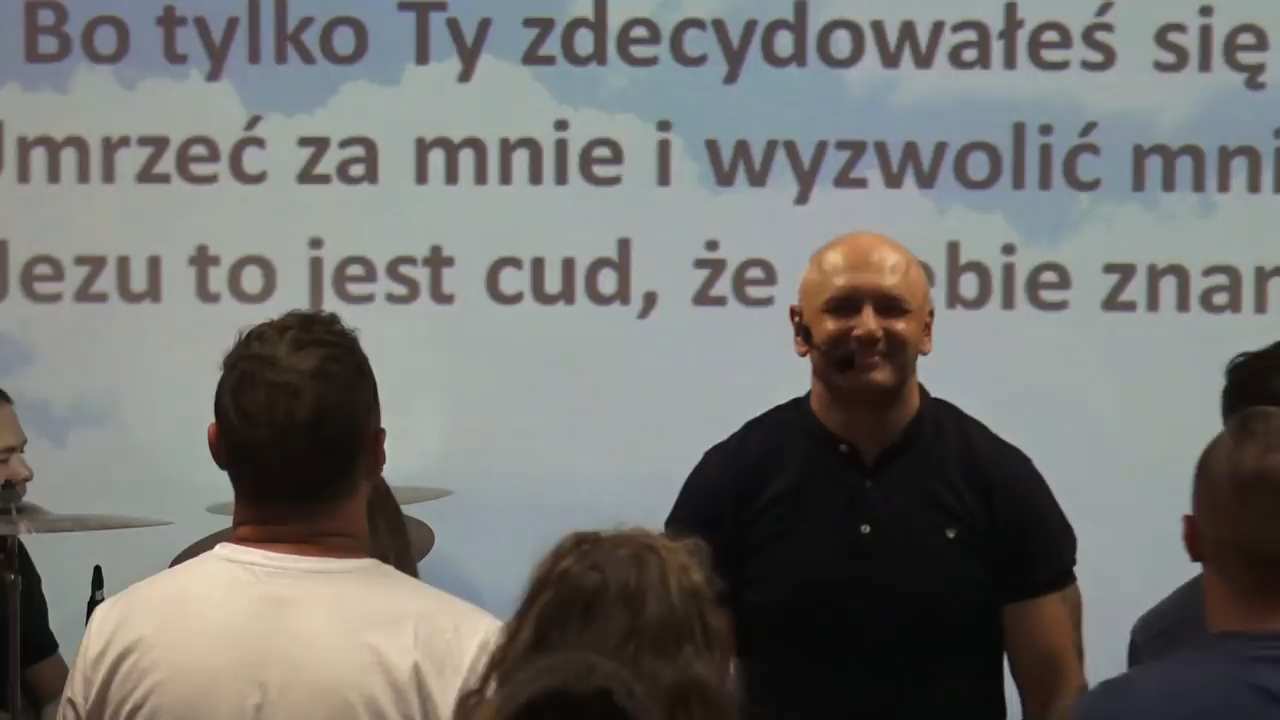 Bo tylko Ty zdecydowałeś się
Umrzeć za mnie i wyzwolić
Jezu to jest cud, że